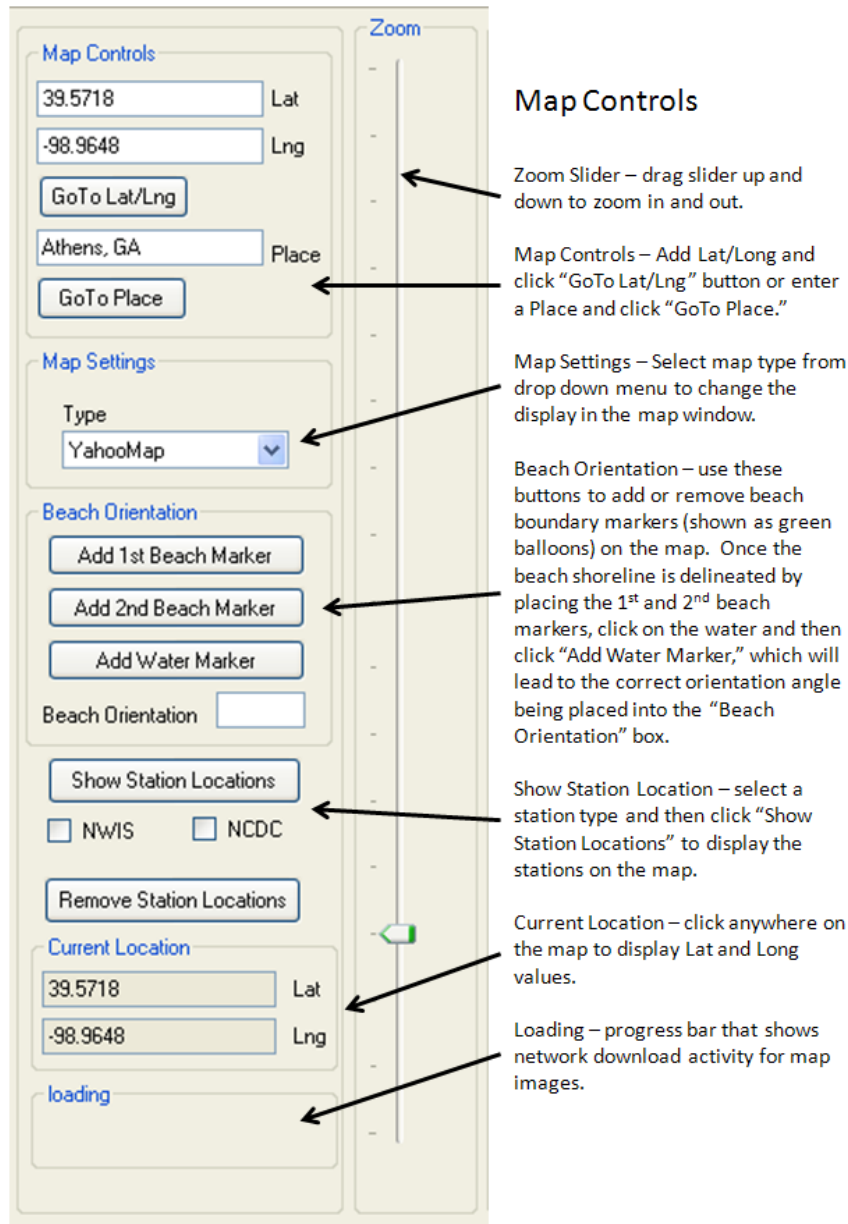 Zoom
Map Controls
39.5718 Lat
-98.9648 Lng
GoTo Lat/Lng
Athens, GA Place
GoTo Place
Map Settings
Type
YahooMap
Beach Orientation
Add 1st Beach Marker
Add 2nd Beach Marker
Add Water Marker
Beach Orientation
Show Station Locations
NWIS NCDC
Remove Station Locations
Current Location
39.5718 Lat
-98.9648 Lng
loading
Map Controls
Zoom Slider – drag slider up and
down to zoom in and out.
Map Controls – Add Lat/Long and
click “GoTo Lat/Lng” button or enter
a Place and click “GoTo Place.”
Map Settings – Select map type from
drop down menu to change the
display in the map window.
Beach Orientation – use these
buttons to add or remove beach
boundary markers (shown as green
balloons) on the map. Once the
beach shoreline is delineated by
placing the 1st and 2nd beach
markers, click on the water and then
click “Add Water Marker,” which will
lead to the correct orientation angle
being placed into the “Beach
Orientation” box.
Show Station Location – select a
station type and then click “Show
Station Locations” to display the
stations on the map.
Current Location – click anywhere on
the map to display Lat and Long
values.
Loading – progress bar that shows
network download activity for map
images.